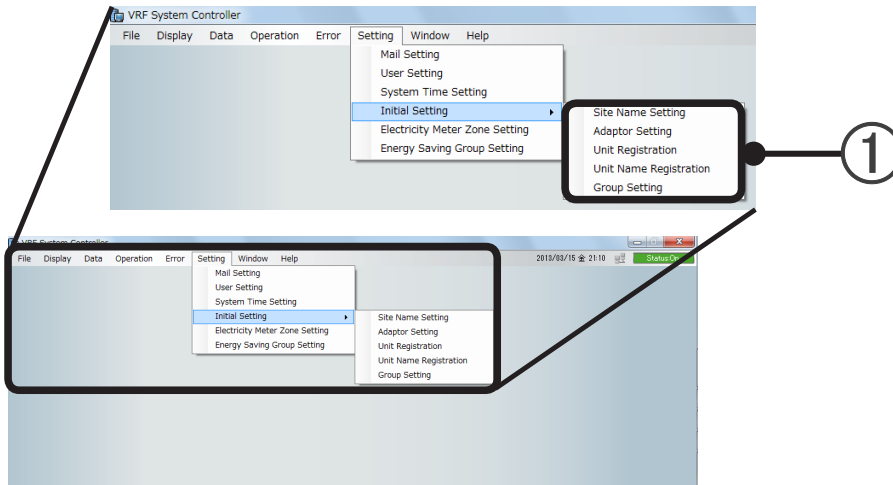 VRF System Controller
File Display Data Operation Error Setting Window Help
Mail Setting
User Setting
System Time Setting
Initial Setting
Electricity Meter Zone Setting
Energy Saving Group Setting
Site Name Setting
Adaptor Setting
Unit Registration
Unit Name Registration
Group Setting
①
VRF System Controller
File Display Data Operation Error Setting Window Help 2013/03/15 金 21:10
Mail Setting
User Setting
System Time Setting
Initial Setting
Electricity Meter Zone Setting
Energy Saving Group Setting
Site Name Setting
Adaptor Setting
Unit Registration
Unit Name Registration
Group Setting